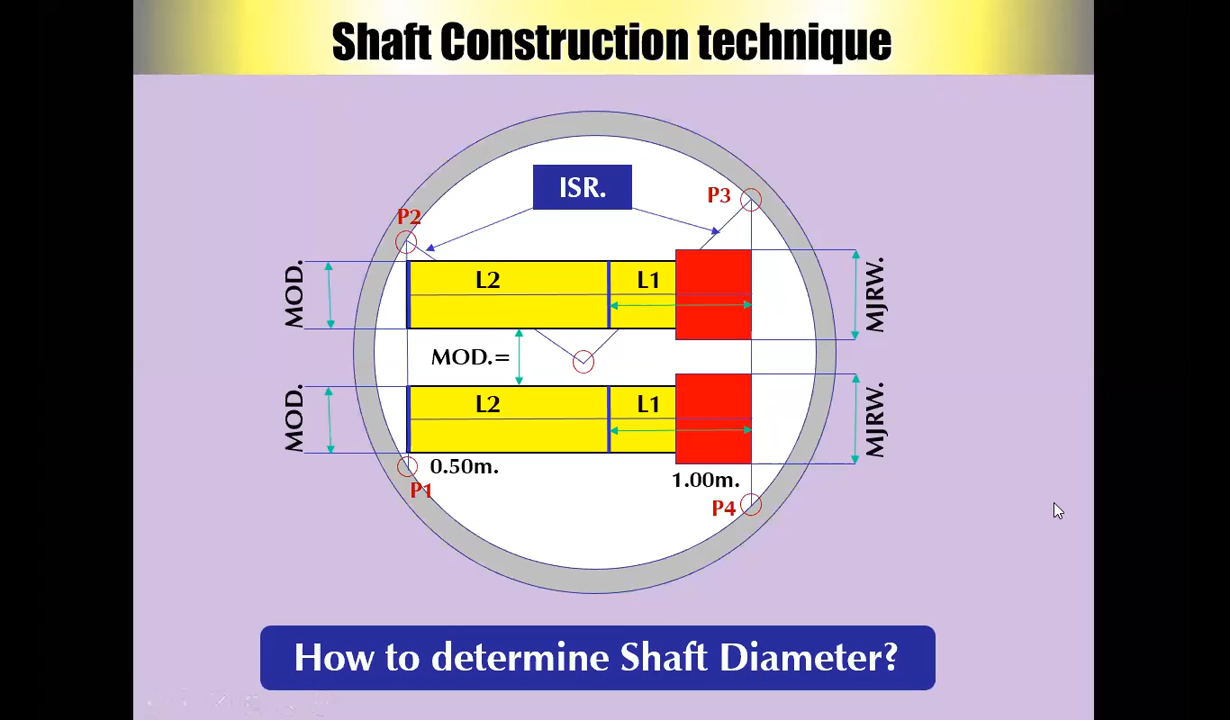 Shaft Construction technique
ISR.
P3
P2
MOD.
L2
L1
MJRW.
MOD.=
MOD.
L2
L1
MJRW.
0.50m.
1.00m.
P1
P4
How to determine Shaft Diameter?